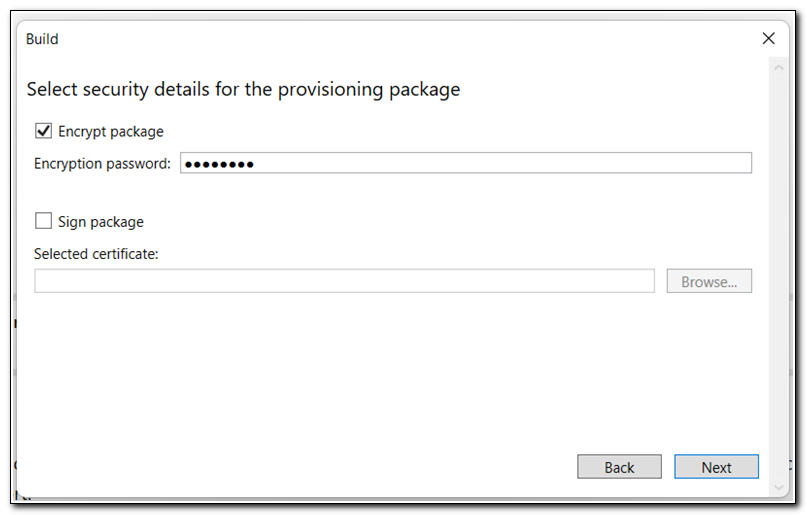 Build
Select security details for the provisioning package
Encrypt package
Encryption password: ●●●●●●●●
Sign package
Selected certificate:
Browse...
Back
Next